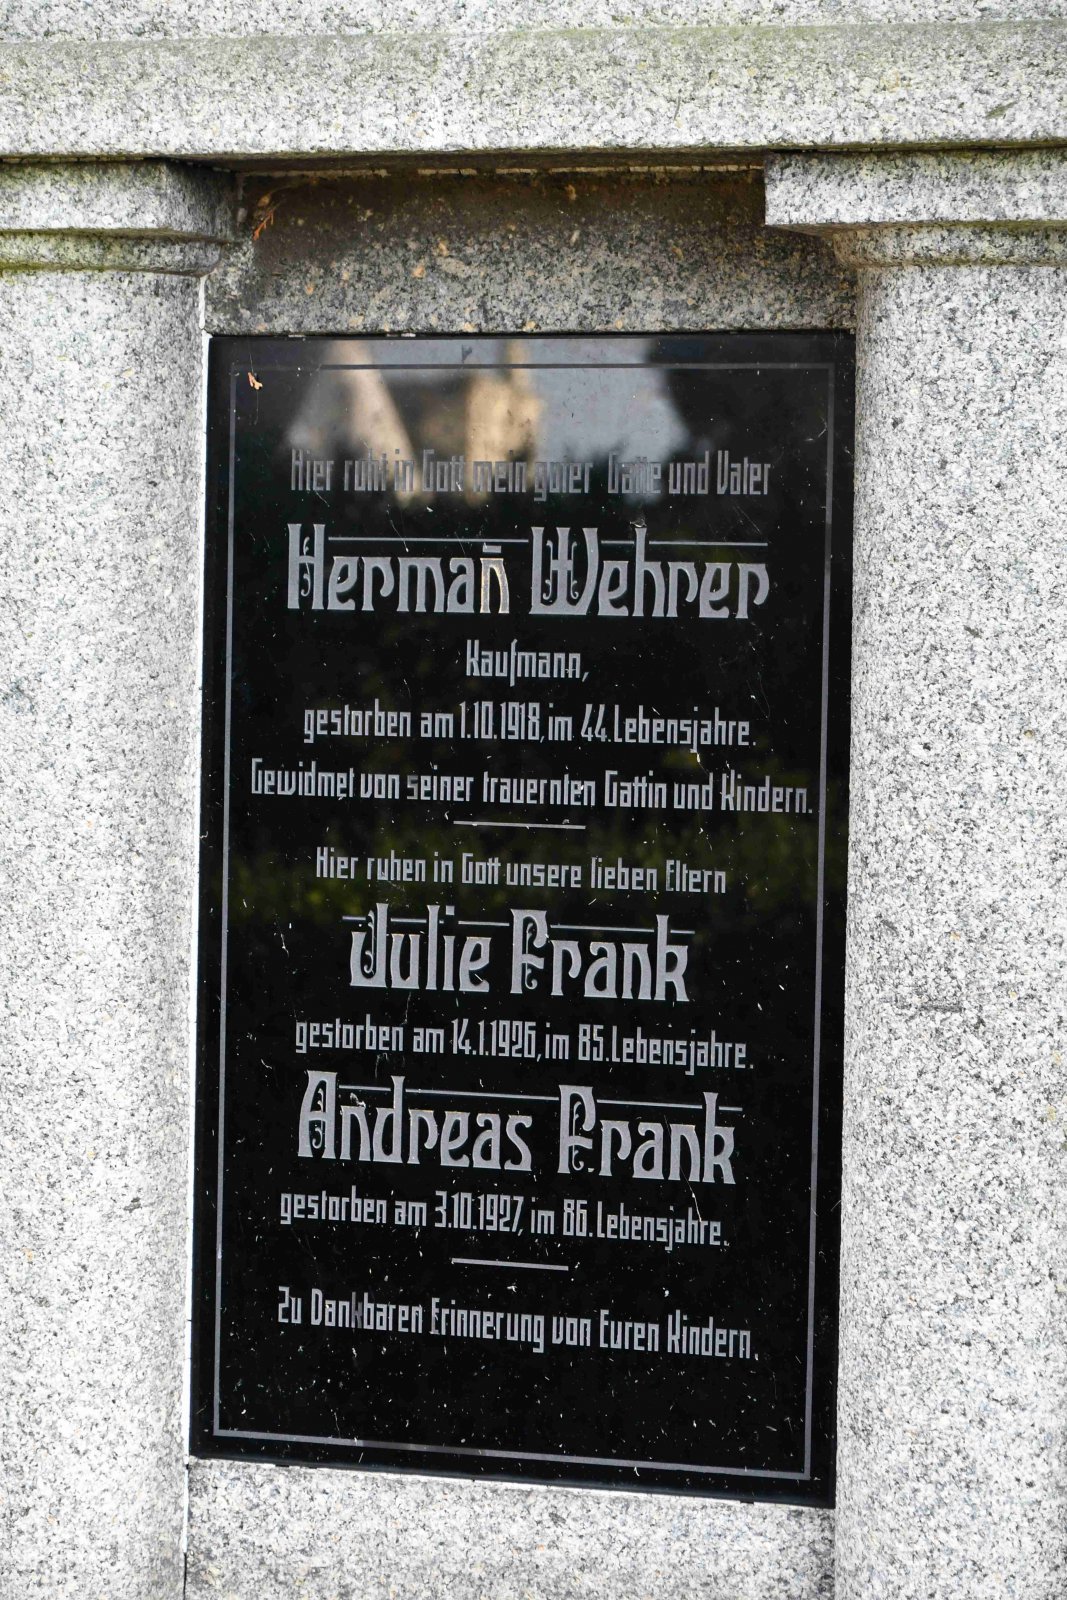 Hier ruht in Gott mein guter Gatte und Vater
Herman̄ Wehrer
Kaufmann,
gestorben am 1.10.1918, im 44. Lebensjahre.
Gewidmet von seiner trauernten Gattin und Kindern.
Hier ruhen in Gott unsere lieben Eltern
Julie Frank
gestorben am 14.1.1926, im 85. Lebensjahre.
Andreas Frank
gestorben am 3.10.1927, im 86. Lebensjahre.
Zu Dankbaren Erinnerung von Euren Kindern.